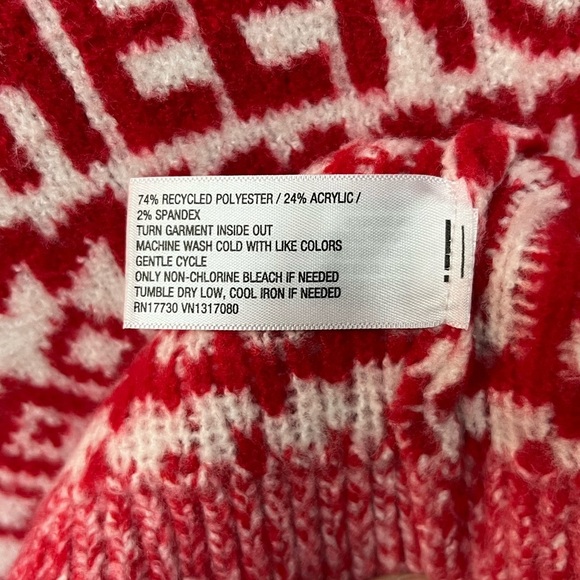 74% RECYCLED POLYESTER / 24% ACRYLIC /
2% SPANDEX
TURN GARMENT INSIDE OUT
MACHINE WASH COLD WITH LIKE COLORS
GENTLE CYCLE
ONLY NON-CHLORINE BLEACH IF NEEDED
TUMBLE DRY LOW, COOL IRON IF NEEDED
RN17730 VN1317080